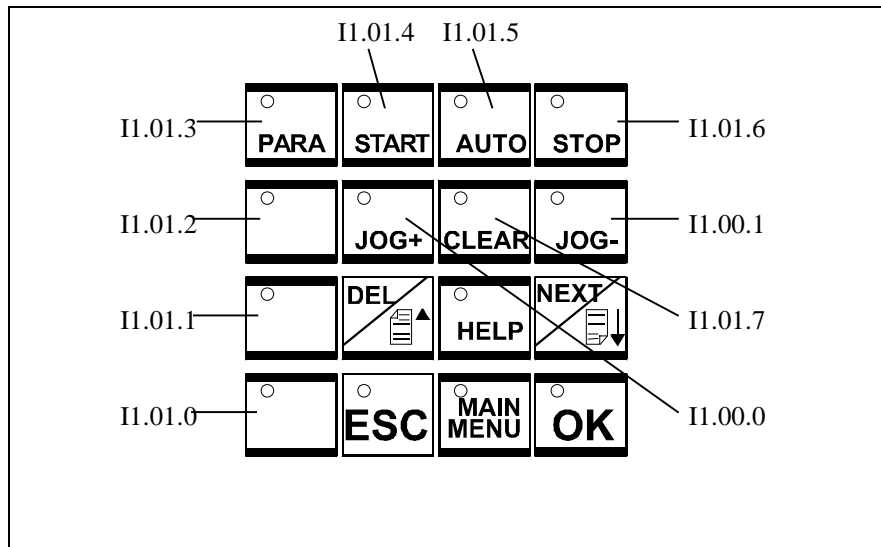 I1.01.4 I1.01.5
I1.01.3 PARA START AUTO STOP I1.01.6
I1.01.2 JOG+ CLEAR JOG- I1.00.1
I1.01.1 DEL HELP NEXT I1.01.7
I1.01.0 ESC MAIN MENU OK I1.00.0